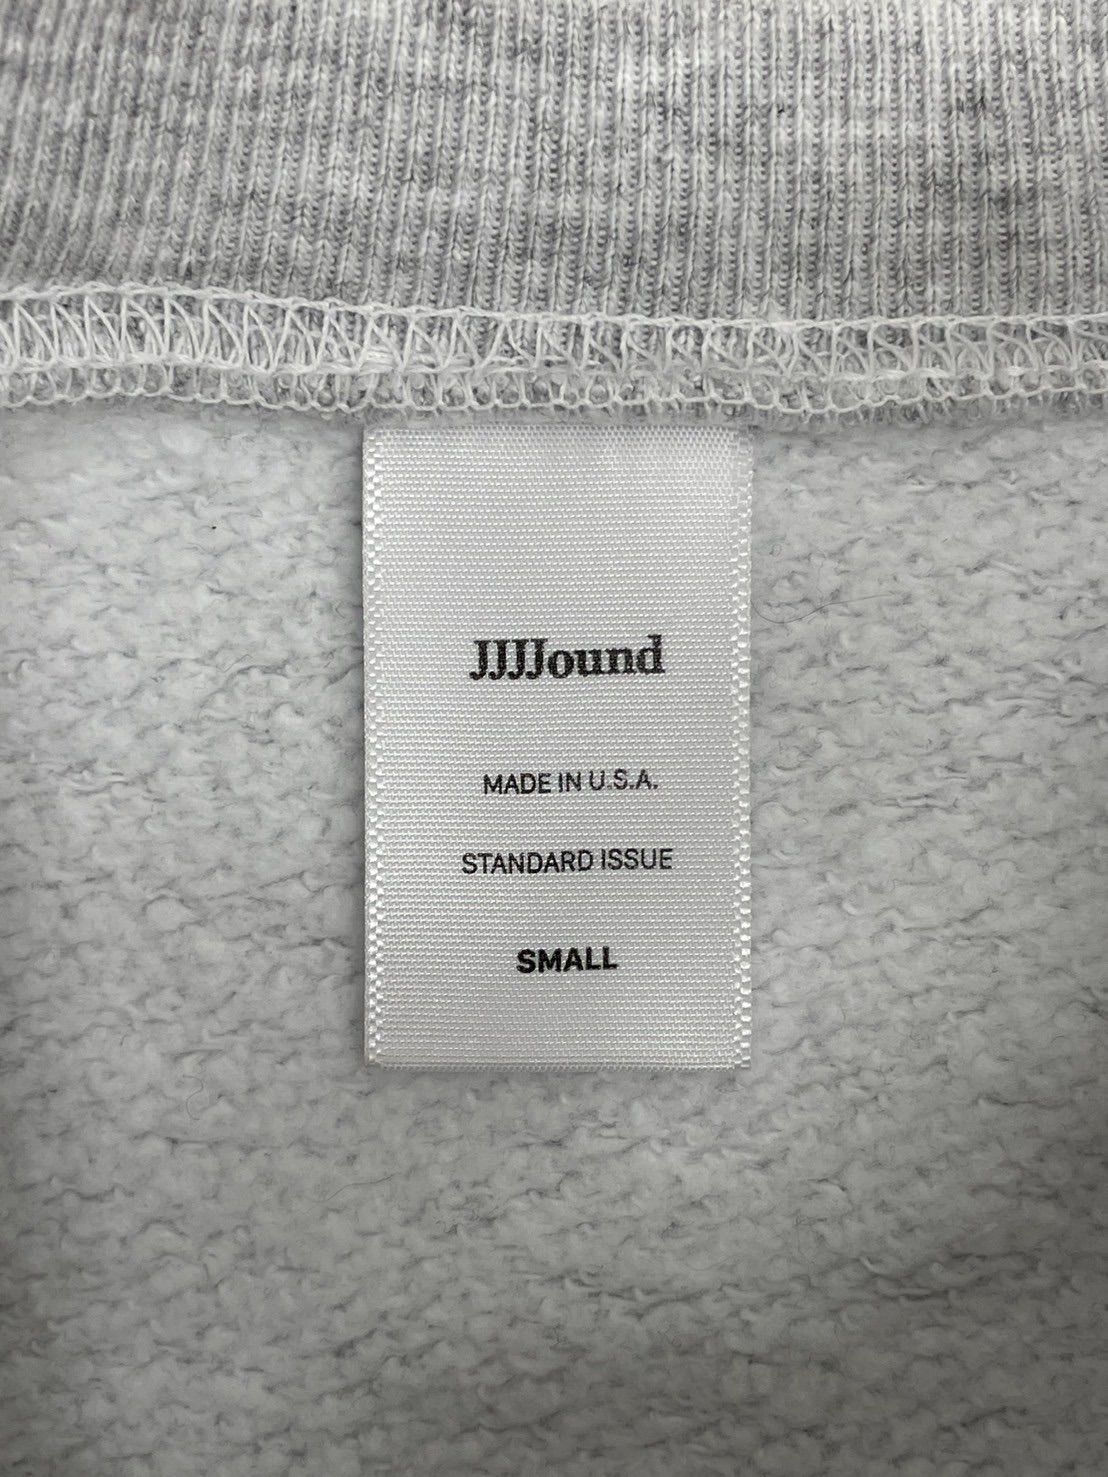 JJJJound
MADE IN U.S.A.
STANDARD ISSUE
SMALL